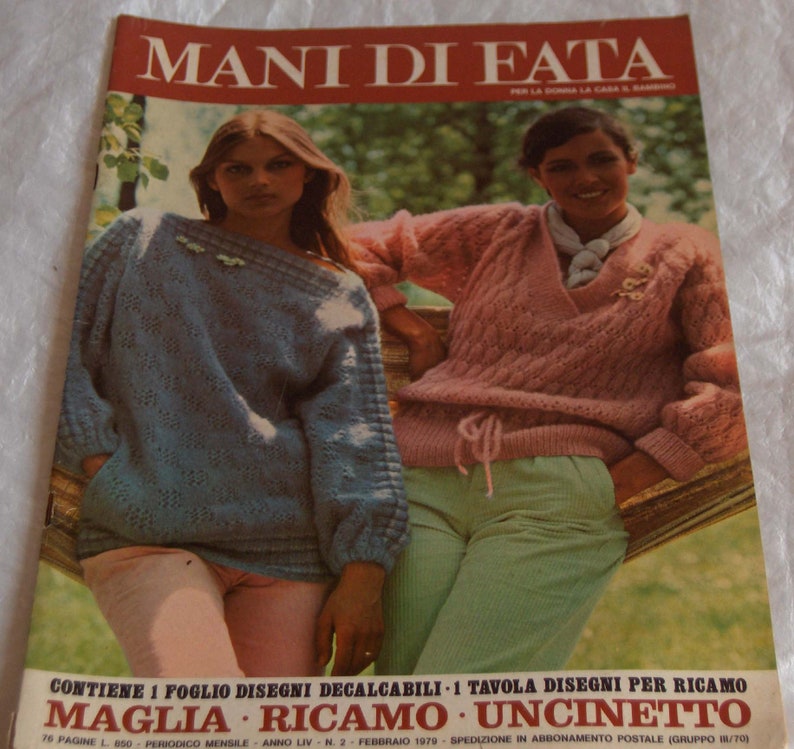 MANI DI FATA
PER LA DONNA LA CASA IL BAMBINO
CONTIENE 1 FOGLIO DISEGNI DECALCABILI · 1 TAVOLA DISEGNI PER RICAMO
MAGLIA · RICAMO · UNCINETTO
76 PAGINE L. 850 - PERIODICO MENSILE - ANNO LIV - N. 2 - FEBBRAIO 1979 - SPEDIZIONE IN ABBONAMENTO POSTALE (GRUPPO III/70)